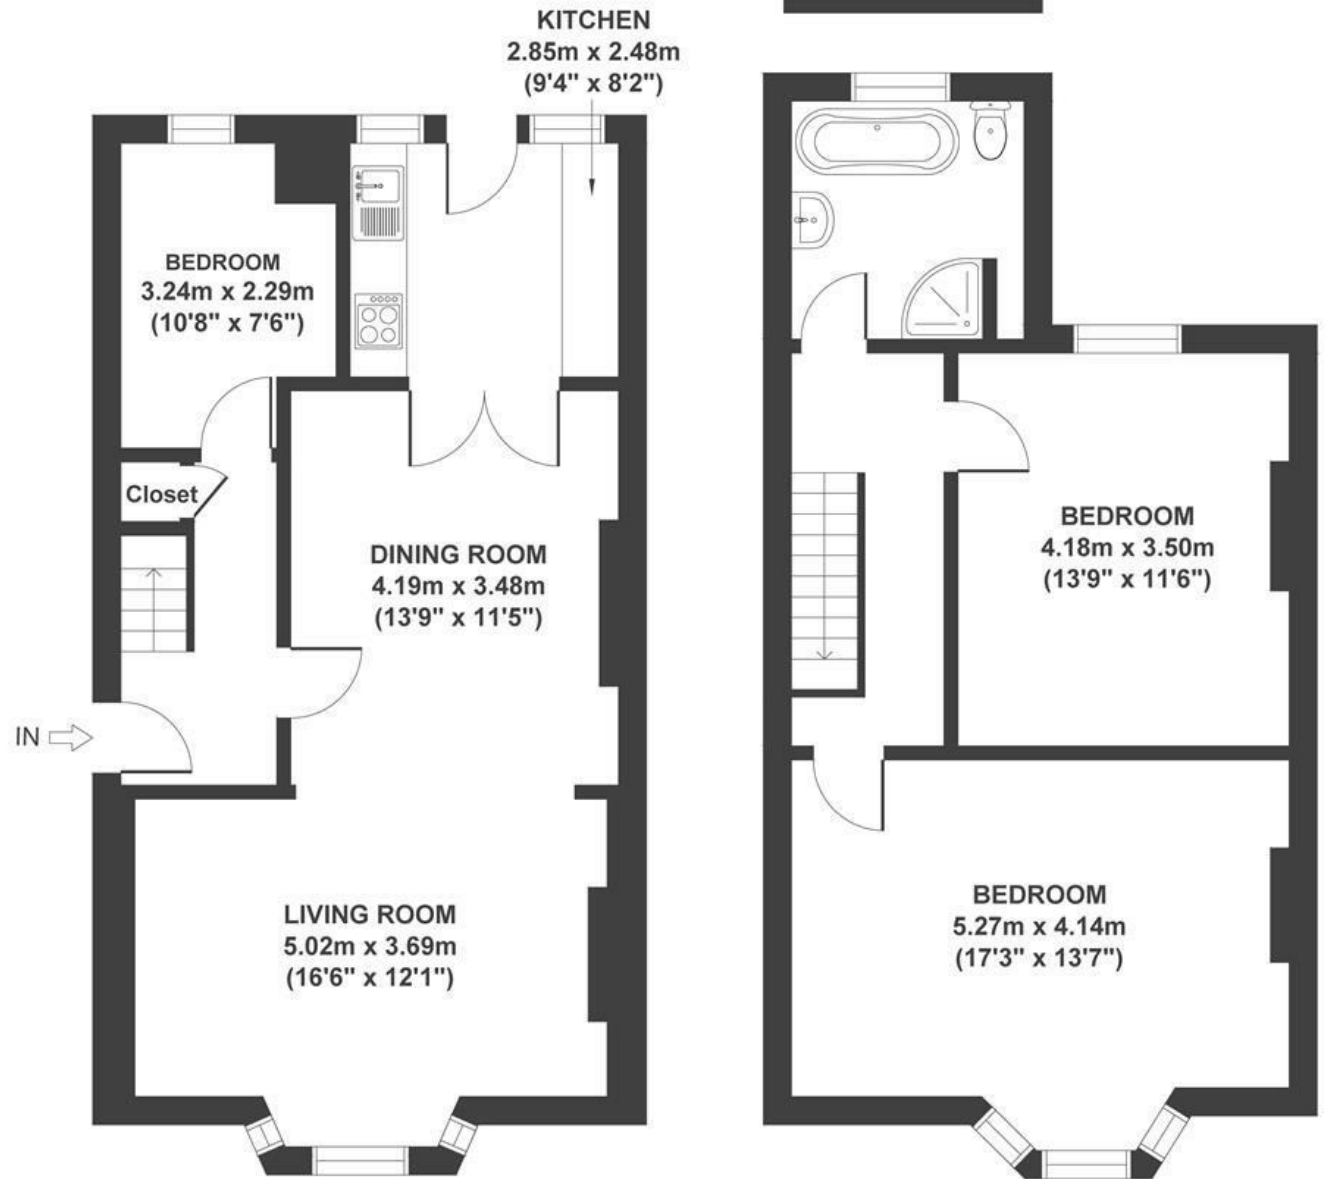 KITCHEN
2.85m x 2.48m
(9'4" x 8'2")
BEDROOM
3.24m x 2.29m
(10'8" x 7'6")
Closet
DINING ROOM
4.19m x 3.48m
(13'9" x 11'5")
IN
LIVING ROOM
5.02m x 3.69m
(16'6" x 12'1")
BEDROOM
4.18m x 3.50m
(13'9" x 11'6")
BEDROOM
5.27m x 4.14m
(17'3" x 13'7")